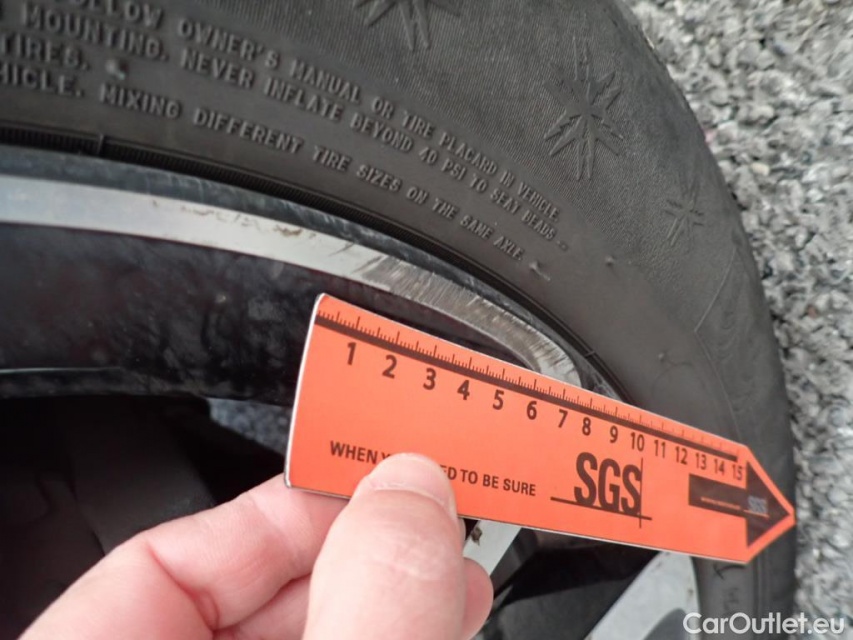 FOLLOW OWNER'S MANUAL OR TIRE PLACARD IN VEHICLE.
MOUNTING. NEVER INFLATE BEYOND 40 PSI TO SEAT BEADS.
TIRES.
MIXING DIFFERENT TIRE SIZES ON THE SAME AXLE.
1 2 3 4 5 6 7 8 9 10 11 12 13 14 15
WHEN TO BE SURE
SGS
CarOutlet.eu